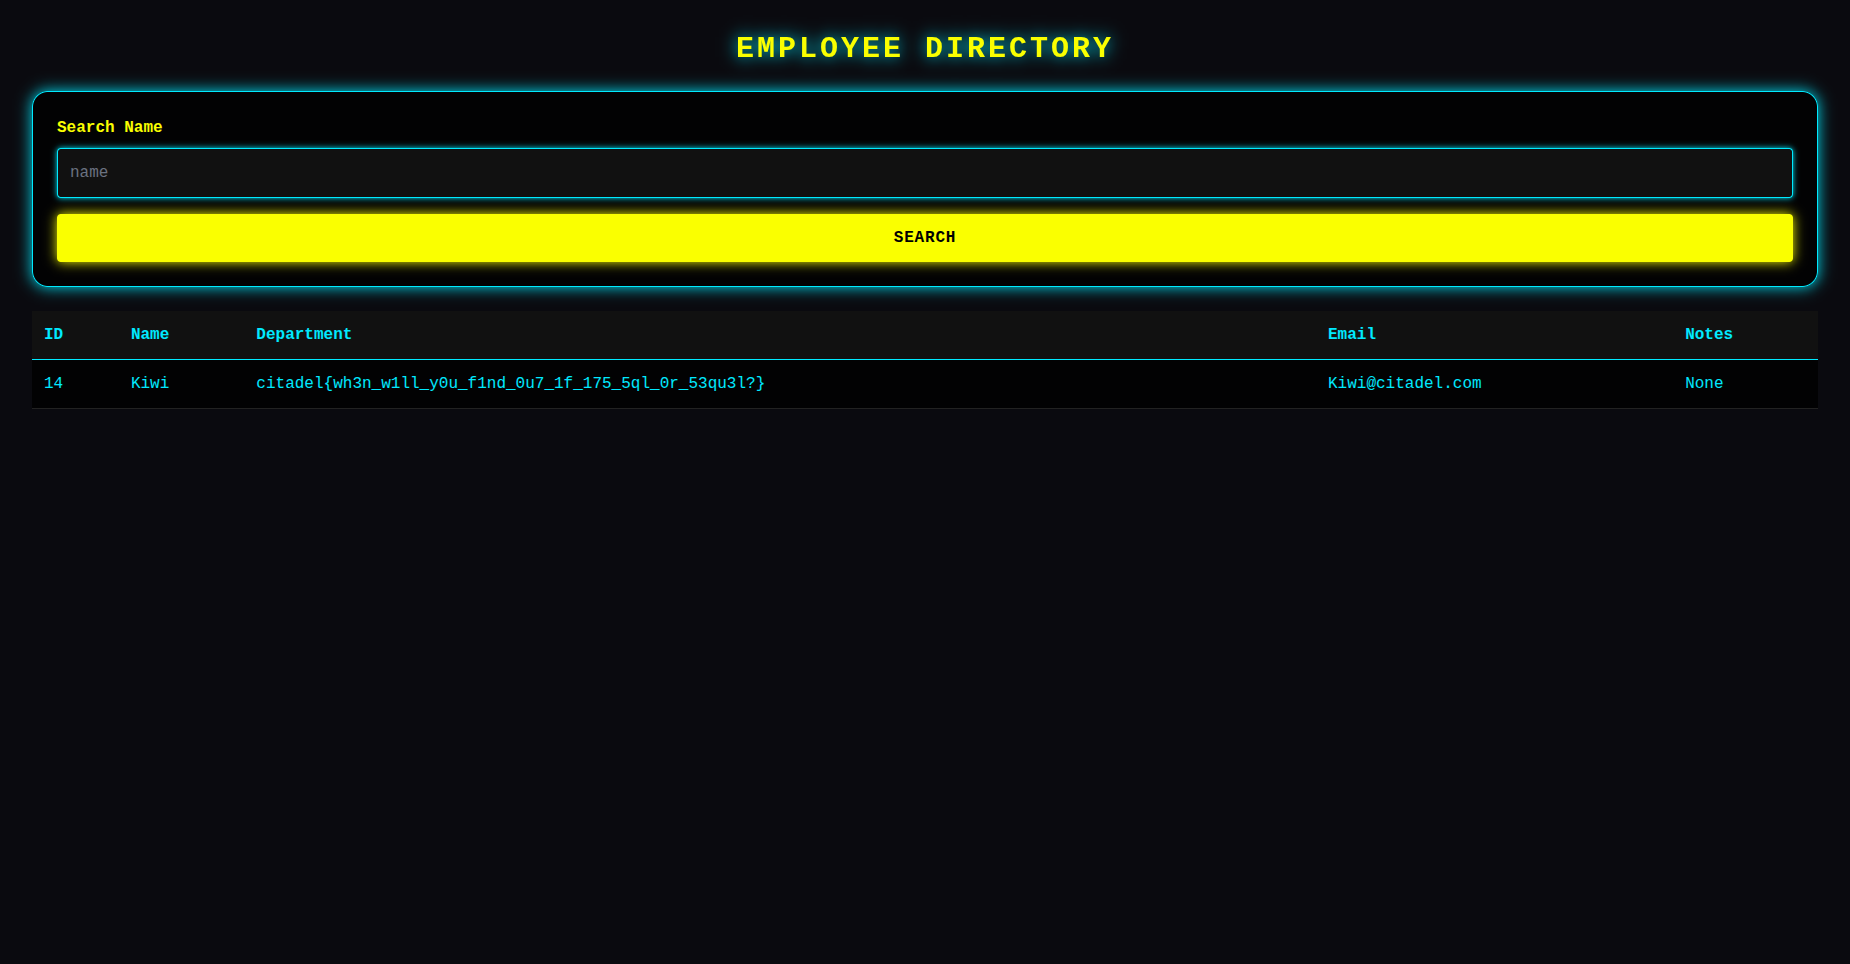 EMPLOYEE DIRECTORY
Search Name
name
SEARCH
ID Name Department Email Notes
14 Kiwi citadel{wh3n_w1ll_y0u_f1nd_0u7_1f_175_5ql_0r_53qu3l?} Kiwi@citadel.com None